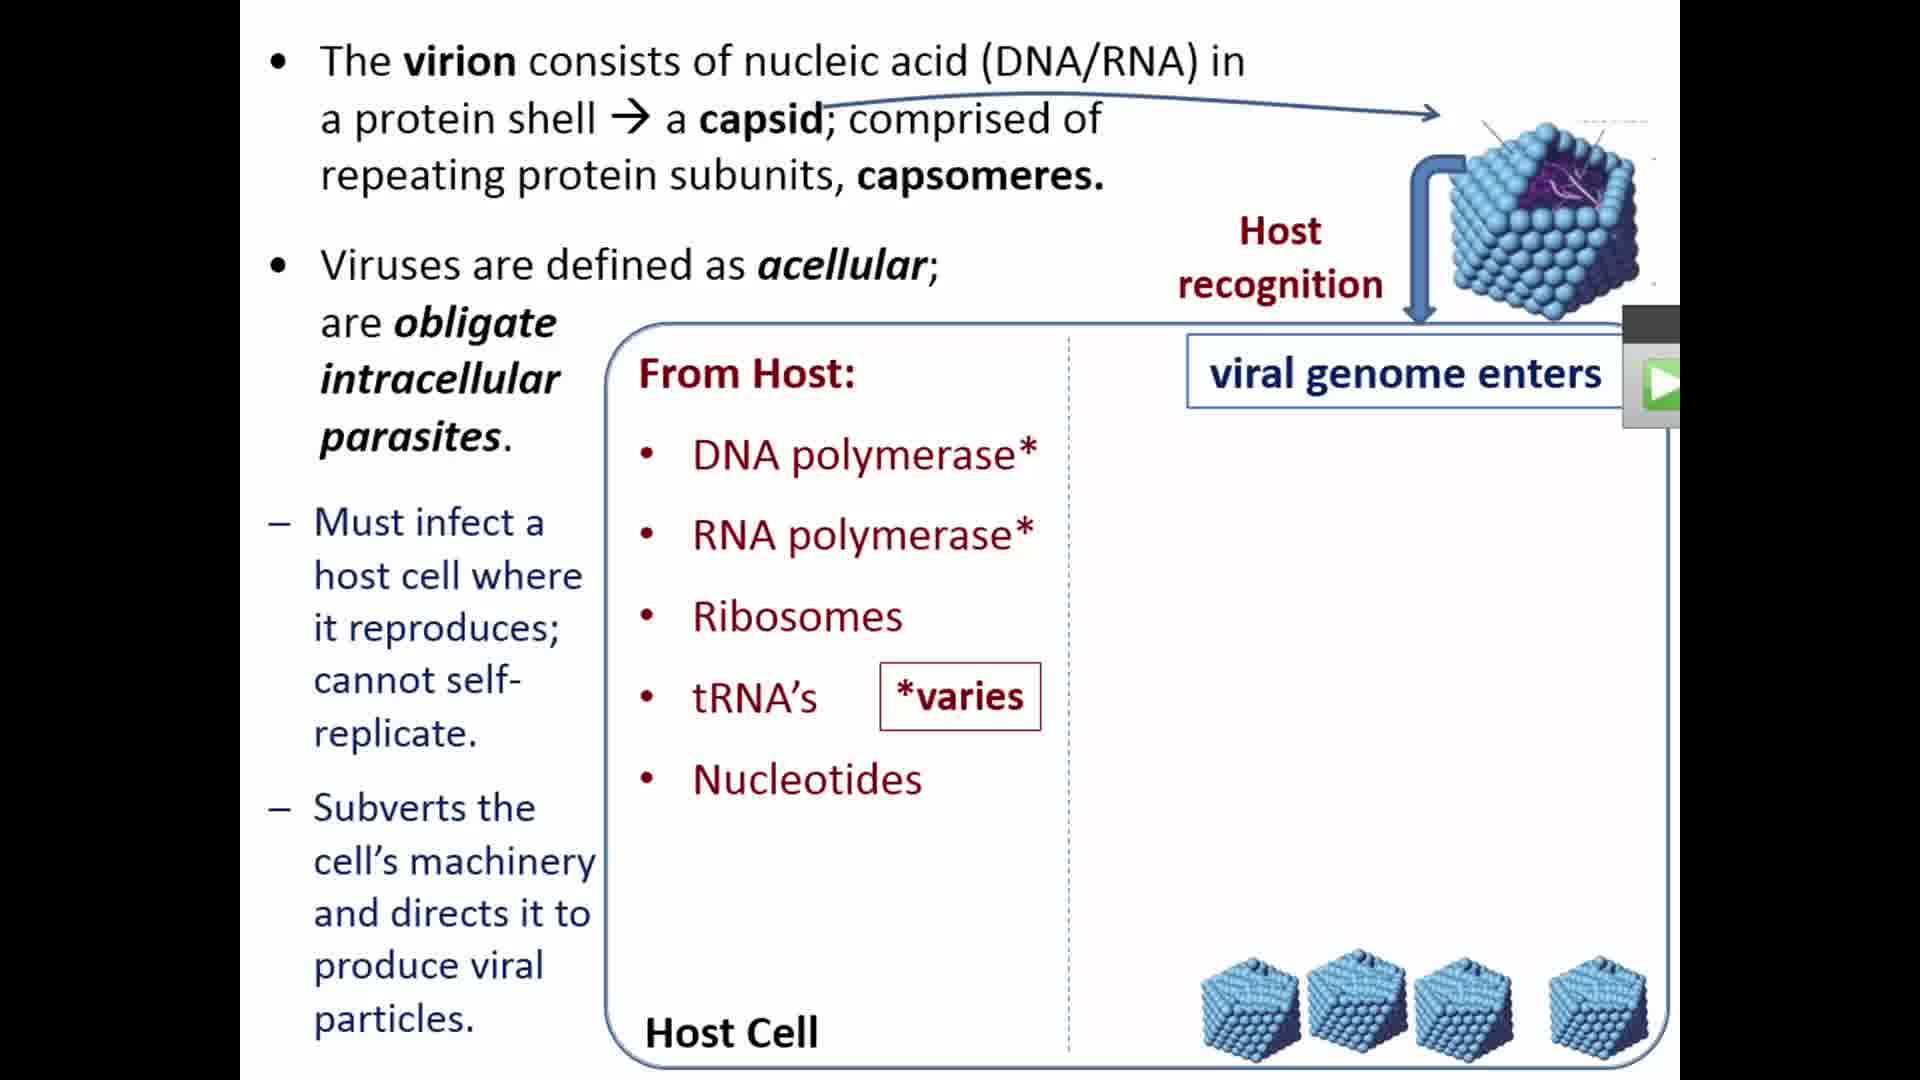 • The virion consists of nucleic acid (DNA/RNA) in
a protein shell → a capsid; comprised of
repeating protein subunits, capsomeres.
• Viruses are defined as acellular;
are obligate
intracellular
parasites.
– Must infect a
host cell where
it reproduces;
cannot self-
replicate.
– Subverts the
cell’s machinery
and directs it to
produce viral
particles.
Host
recognition
viral genome enters
From Host:
• DNA polymerase*
• RNA polymerase*
• Ribosomes
• tRNA’s
*varies
• Nucleotides
Host Cell